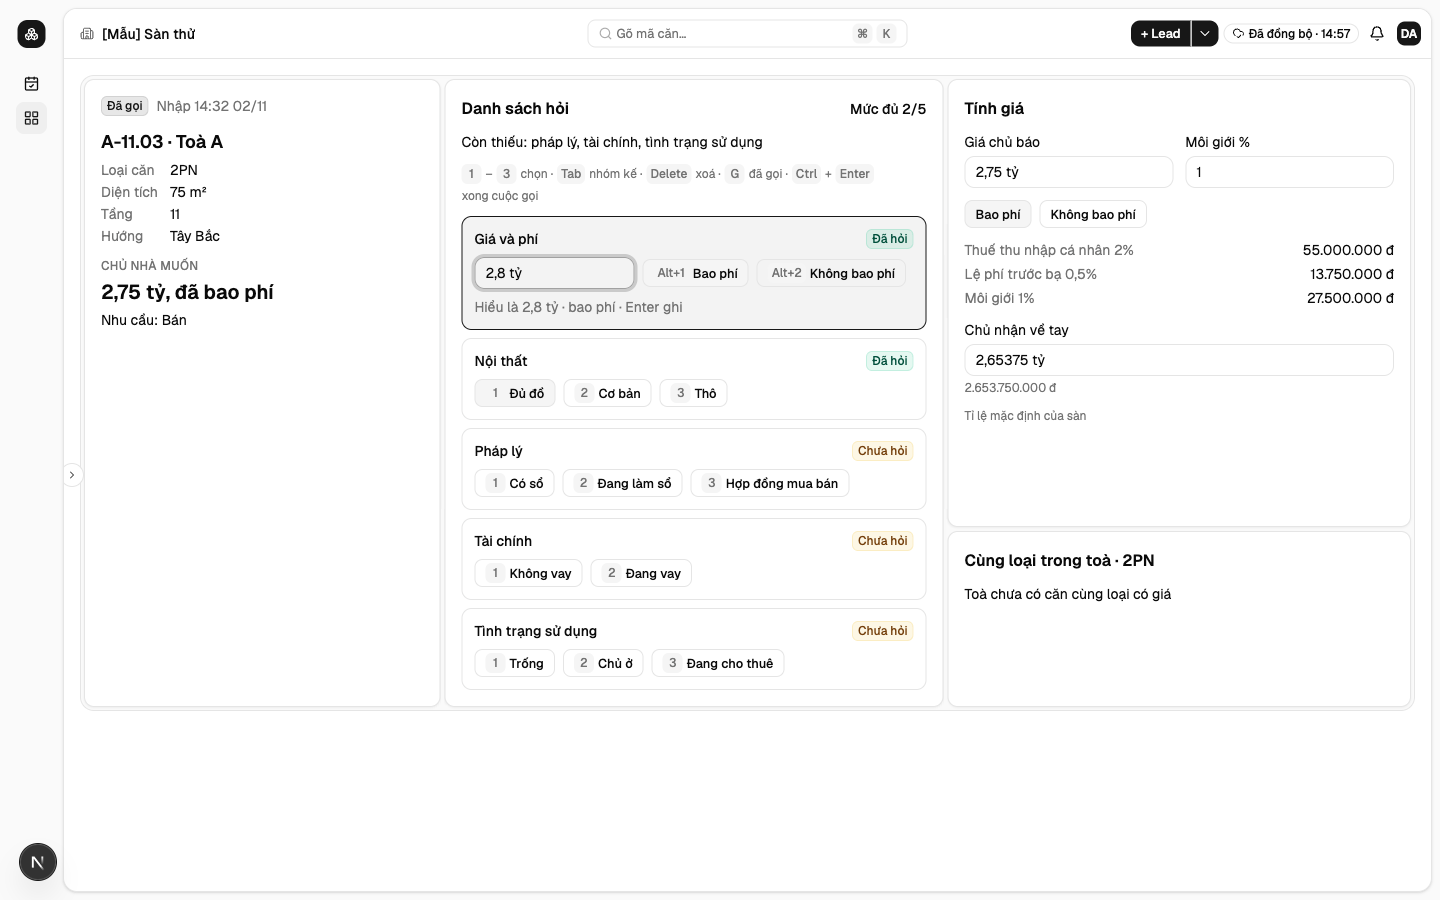 [Mẫu] Sàn thử
Gõ mã căn...
⌘ K
+ Lead
Đã đồng bộ · 14:57
DA
Đã gọi Nhập 14:32 02/11
A-11.03 · Toà A
Loại căn 2PN
Diện tích 75 m²
Tầng 11
Hướng Tây Bắc
CHỦ NHÀ MUỐN
2,75 tỷ, đã bao phí
Nhu cầu: Bán
Danh sách hỏi
Mức đủ 2/5
Còn thiếu: pháp lý, tài chính, tình trạng sử dụng
1 – 3 chọn · Tab nhóm kế · Delete xoá · G đã gọi · Ctrl + Enter
xong cuộc gọi
Giá và phí
Đã hỏi
2,8 tỷ
Alt+1 Bao phí
Alt+2 Không bao phí
Hiểu là 2,8 tỷ · bao phí · Enter ghi
Nội thất
Đã hỏi
1 Đủ đồ
2 Cơ bản
3 Thô
Pháp lý
Chưa hỏi
1 Có sổ
2 Đang làm sổ
3 Hợp đồng mua bán
Tài chính
Chưa hỏi
1 Không vay
2 Đang vay
Tình trạng sử dụng
Chưa hỏi
1 Trống
2 Chủ ở
3 Đang cho thuê
Tính giá
Giá chủ báo
Môi giới %
2,75 tỷ
1
Bao phí
Không bao phí
Thuế thu nhập cá nhân 2% 55.000.000 đ
Lệ phí trước bạ 0,5% 13.750.000 đ
Môi giới 1% 27.500.000 đ
Chủ nhận về tay
2,65375 tỷ
2.653.750.000 đ
Tỉ lệ mặc định của sàn
Cùng loại trong toà · 2PN
Toà chưa có căn cùng loại có giá
N